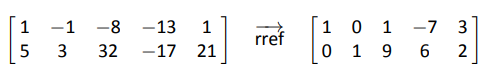 [1 -1 -8 -13 1; 5 3 32 -17 21] →rref [1 0 1 -7 3; 0 1 9 6 2]